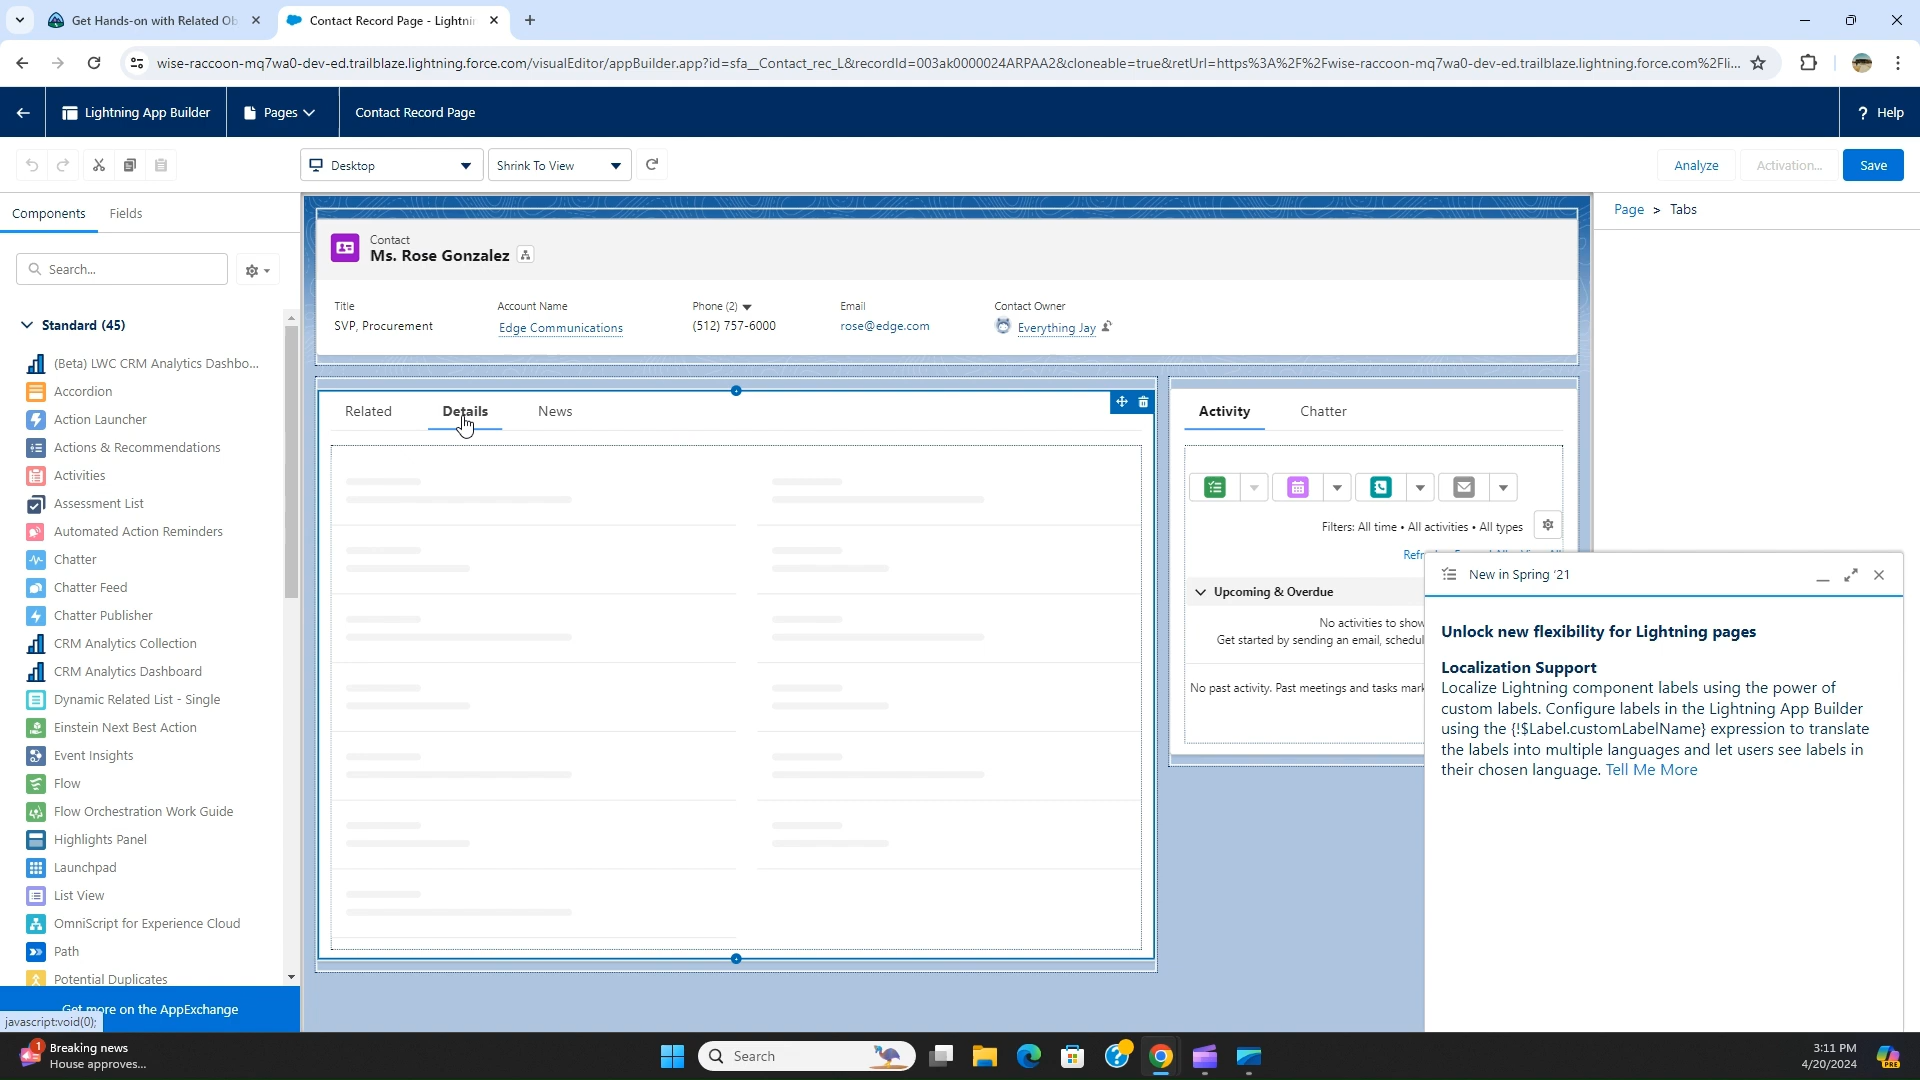 Get Hands-on with Related Ob
Contact Record Page - Lightnin
wise-raccoon-mq7wa0-dev-ed.trailblaze.lightning.force.com/visualEditor/appBuilder.app?id=sfa__Contact_rec_L&recordId=003ak0000024ARPAA2&cloneable=true&retUrl=https%3A%2F%2Fwise-raccoon-mq7wa0-dev-ed.trailblaze.lightning.force.com%2Fli...
Lightning App Builder
Pages
Contact Record Page
? Help
Desktop
Shrink To View
Analyze
Activation...
Save
Components
Fields
Page > Tabs
Search...
Standard (45)
(Beta) LWC CRM Analytics Dashbo...
Accordion
Action Launcher
Actions & Recommendations
Activities
Assessment List
Automated Action Reminders
Chatter
Chatter Feed
Chatter Publisher
CRM Analytics Collection
CRM Analytics Dashboard
Dynamic Related List - Single
Einstein Next Best Action
Event Insights
Flow
Flow Orchestration Work Guide
Highlights Panel
Launchpad
List View
OmniScript for Experience Cloud
Path
Potential Duplicates
Get more on the AppExchange
javascript:void(0);
Contact
Ms. Rose Gonzalez
Title
Account Name
Phone (2)
Email
Contact Owner
SVP, Procurement
Edge Communications
(512) 757-6000
rose@edge.com
Everything Jay
Related
Details
News
Activity
Chatter
Filters: All time • All activities • All types
Upcoming & Overdue
No activities to show
Get started by sending an email, schedul
No past activity. Past meetings and tasks mark
New in Spring '21
Unlock new flexibility for Lightning pages
Localization Support
Localize Lightning component labels using the power of
custom labels. Configure labels in the Lightning App Builder
using the {!$Label.customLabelName} expression to translate
the labels into multiple languages and let users see labels in
their chosen language. Tell Me More
1
Breaking news
House approves...
Search
3:11 PM
4/20/2024
PRE